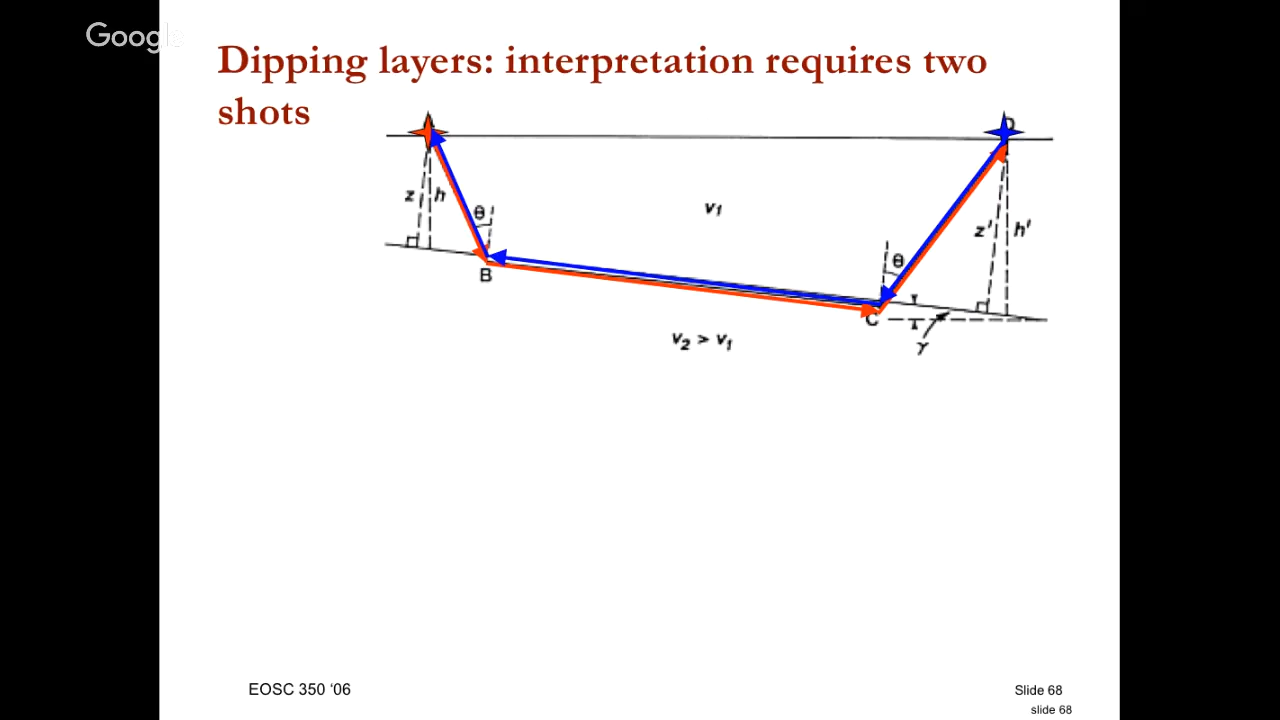 Google
Dipping layers: interpretation requires two
shots
D
z h
θ
v1
θ
z' h'
B
C
v2 > v1
γ
EOSC 350 ‘06
Slide 68
slide 68